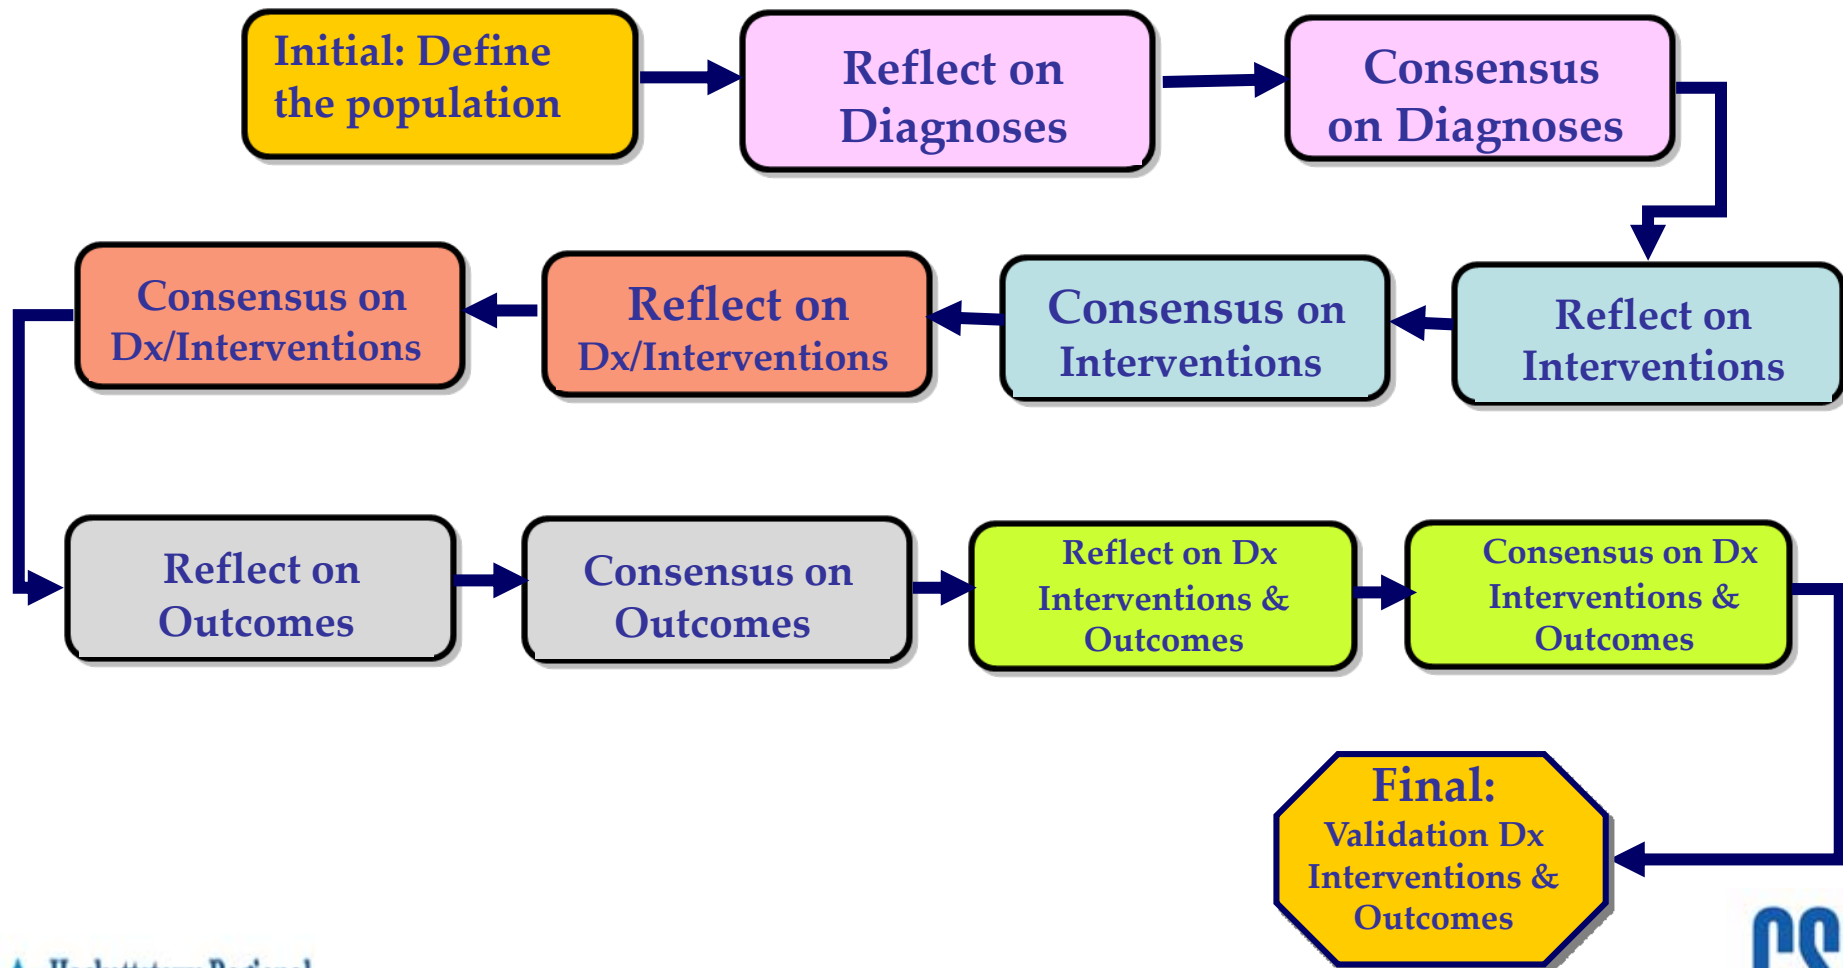 Initial: Define
the population
Reflect on
Diagnoses
Consensus
on Diagnoses
Reflect on
Interventions
Consensus on
Interventions
Reflect on
Dx/Interventions
Consensus on
Dx/Interventions
Reflect on
Outcomes
Consensus on
Outcomes
Reflect on Dx
Interventions &
Outcomes
Consensus on Dx
Interventions &
Outcomes
Final:
Validation Dx
Interventions &
Outcomes
Regional